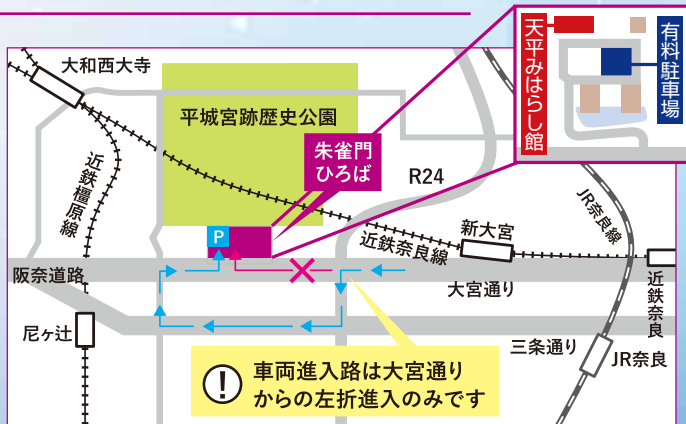 天平みはらし館
有料駐車場
大和西大寺
平城宮跡歴史公園
朱雀門
ひろば
R24
近鉄橿原線
JR奈良線
P
新大宮
近鉄奈良線
阪奈道路
大宮通り
近鉄奈良
尼ヶ辻
三条通り
JR奈良
! 車両進入路は大宮通り
からの左折進入のみです